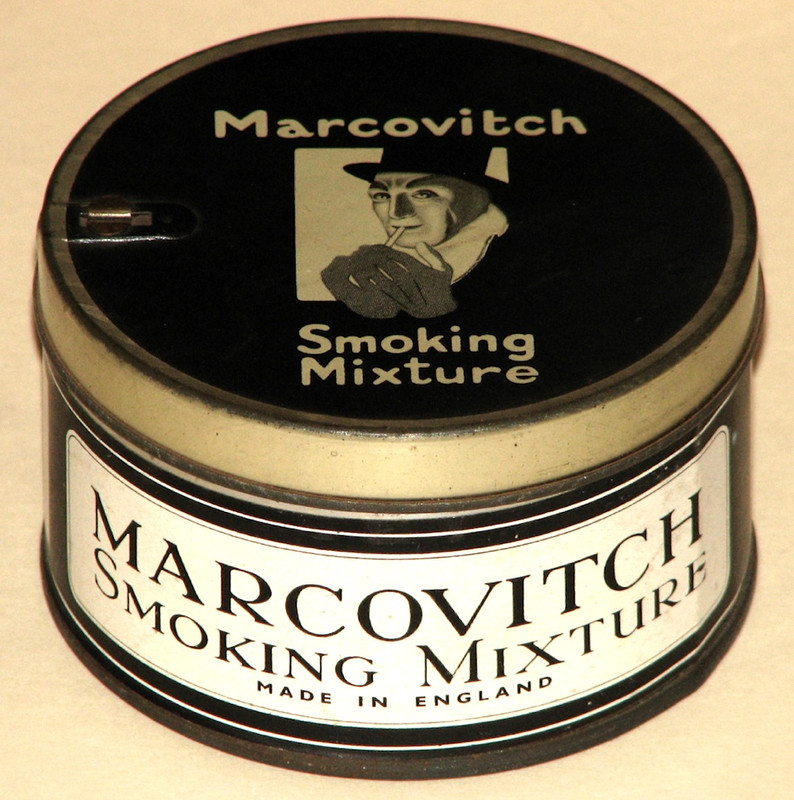 Marcovitch
Smoking
Mixture
MARCOVITCH
SMOKING MIXTURE
MADE IN ENGLAND